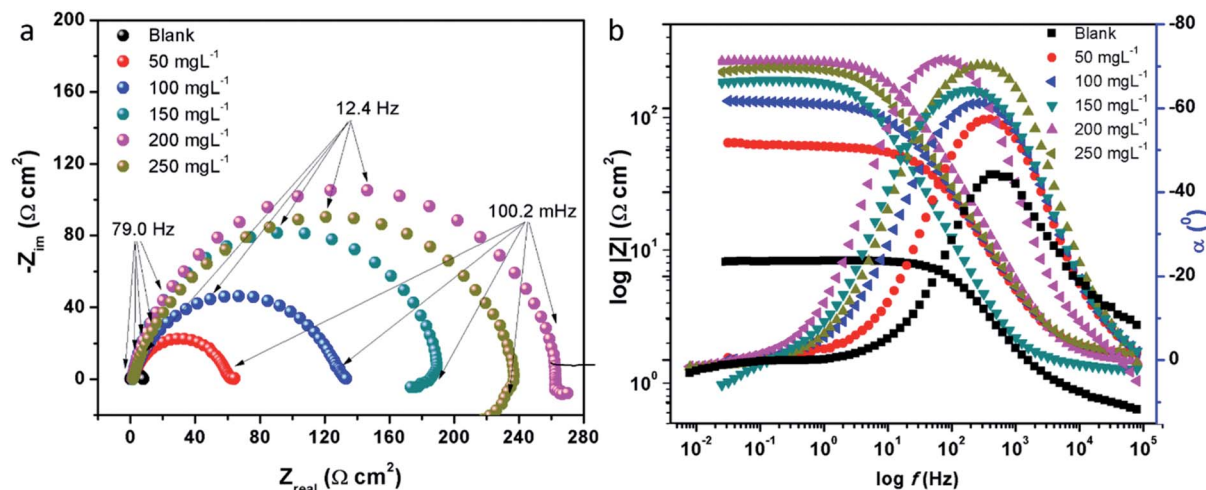 a
-Z_im (Ω cm²)
200
160
120
80
40
0
Blank
50 mgL⁻¹
100 mgL⁻¹
150 mgL⁻¹
200 mgL⁻¹
250 mgL⁻¹
12.4 Hz
79.0 Hz
100.2 mHz
0 40 80 120 160 200 240 280
Z_real (Ω cm²)
b
log |Z| (Ω cm²)
10²
10¹
10⁰
Blank
50 mgL⁻¹
100 mgL⁻¹
150 mgL⁻¹
200 mgL⁻¹
250 mgL⁻¹
-80
-60
-40
-20
0
α (⁰)
10⁻² 10⁻¹ 10⁰ 10¹ 10² 10³ 10⁴ 10⁵
log f (Hz)